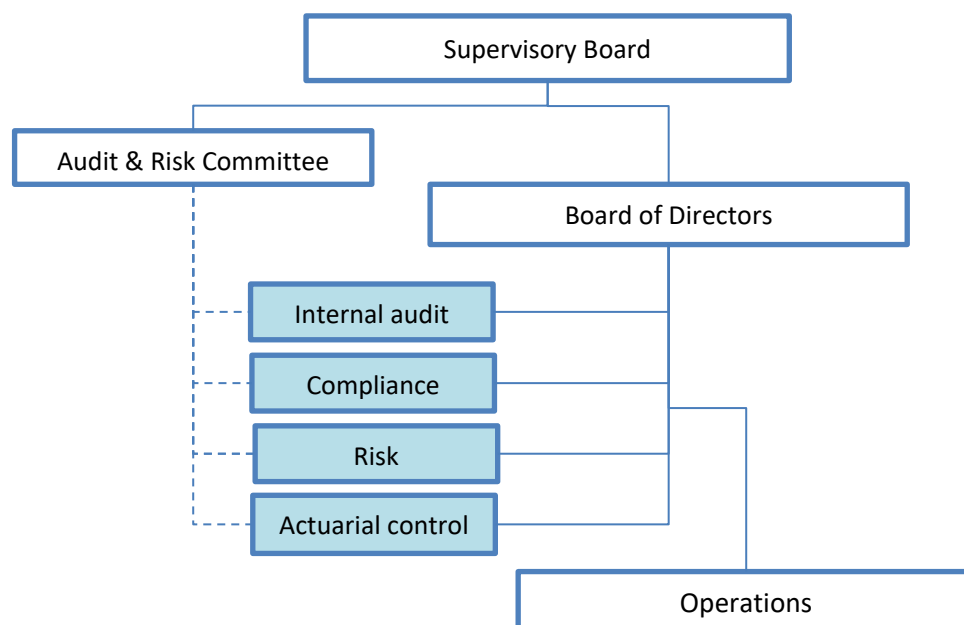 Supervisory Board
Audit & Risk Committee
Board of Directors
Internal audit
Compliance
Risk
Actuarial control
Operations